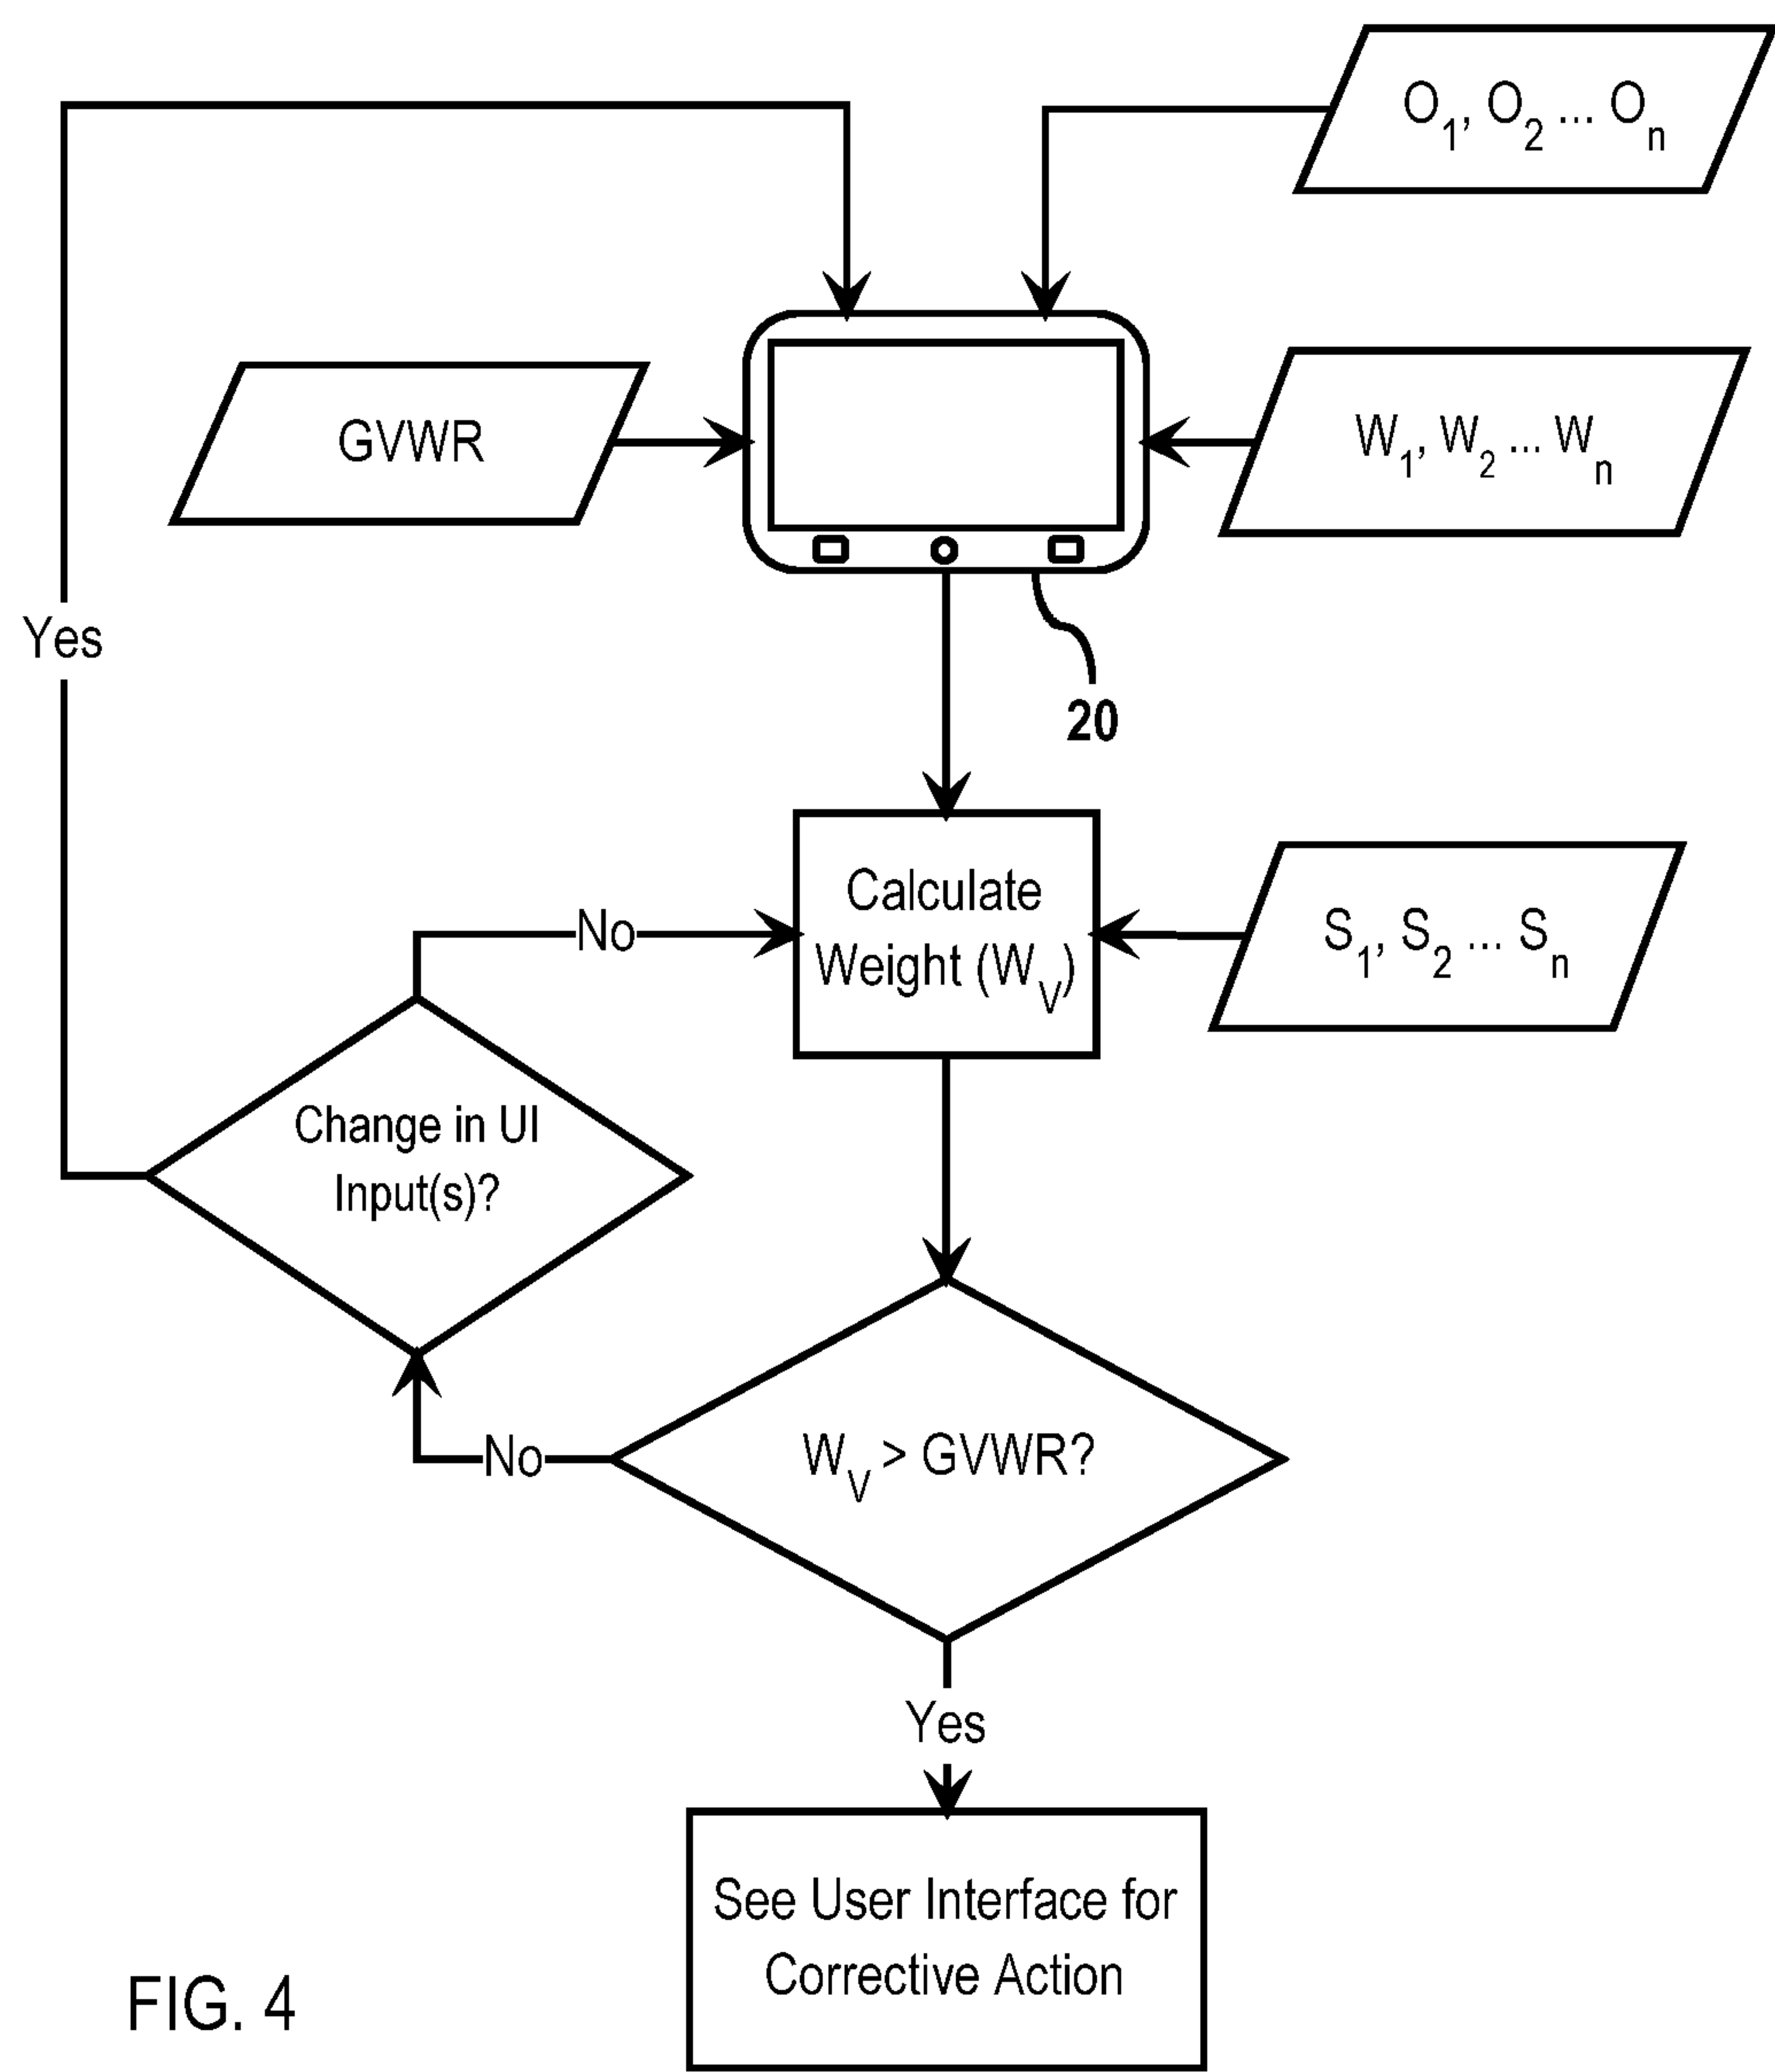 O1, O2 ... On
GVWR
W1, W2 ... Wn
Yes
20
Calculate
Weight (WV)
No
S1, S2 ... Sn
Change in UI
Input(s)?
WV > GVWR?
No
Yes
See User Interface for
Corrective Action
FIG. 4